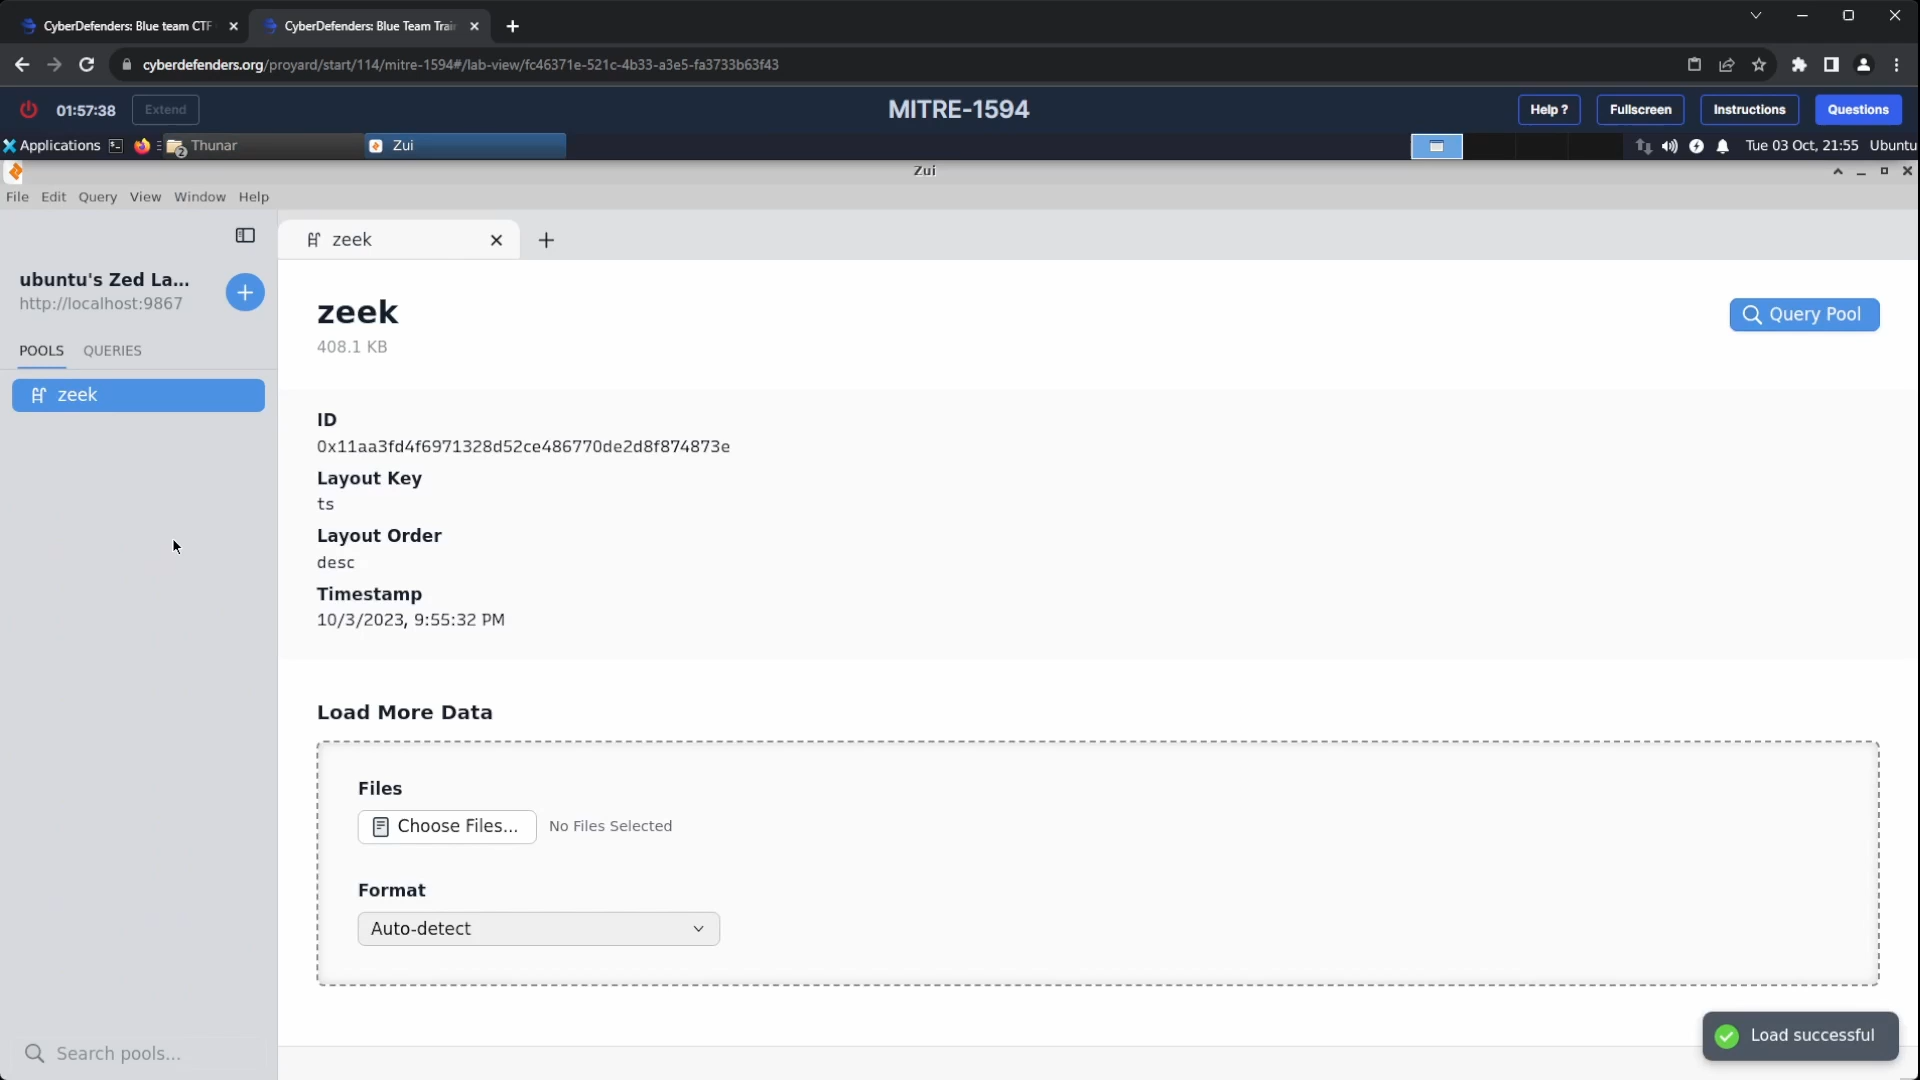 CyberDefenders: Blue team CTF
CyberDefenders: Blue Team Trai
cyberdefenders.org/proyard/start/114/mitre-1594#/lab-view/fc46371e-521c-4b33-a3e5-fa3733b63f43
01:57:38
Extend
MITRE-1594
Help ?
Fullscreen
Instructions
Questions
Applications
Thunar
Zui
Tue 03 Oct, 21:55
Ubuntu
Zui
File
Edit
Query
View
Window
Help
zeek
ubuntu's Zed La...
http://localhost:9867
POOLS
QUERIES
zeek
zeek
408.1 KB
Query Pool
ID
0x11aa3fd4f6971328d52ce486770de2d8f874873e
Layout Key
ts
Layout Order
desc
Timestamp
10/3/2023, 9:55:32 PM
Load More Data
Files
Choose Files...
No Files Selected
Format
Auto-detect
Load successful
Search pools...